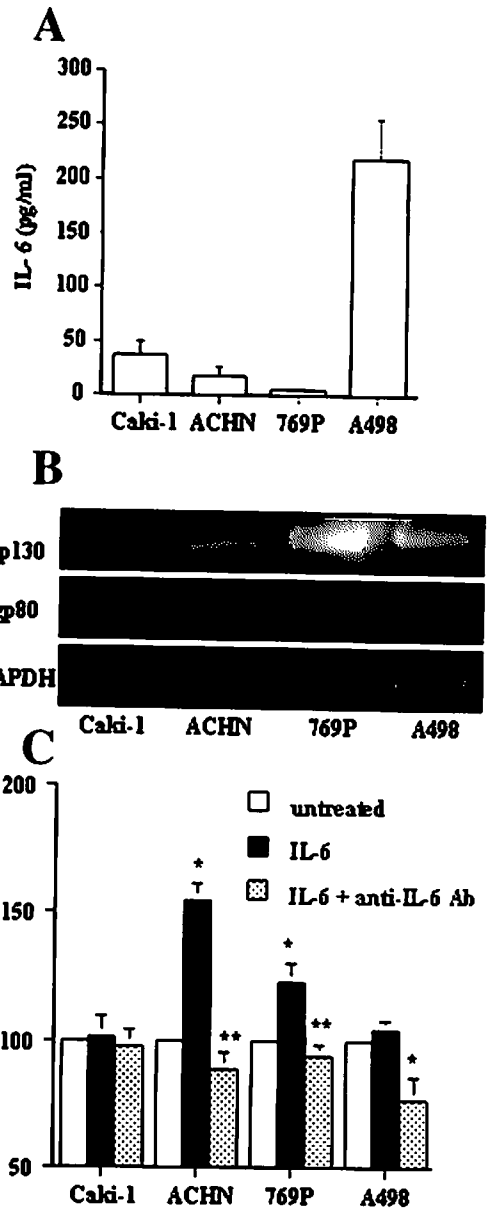 A
300
250
200
150
100
50
0
IL-6 (pg/ml)
Caki-1 ACHN 769P A498
B
p130
gp80
APDH
Caki-1 ACHN 769P A498
C
200
150
100
50
untreated
IL-6
IL-6 + anti-IL-6 Ab
*
**
*
**
*
Caki-1 ACHN 769P A498